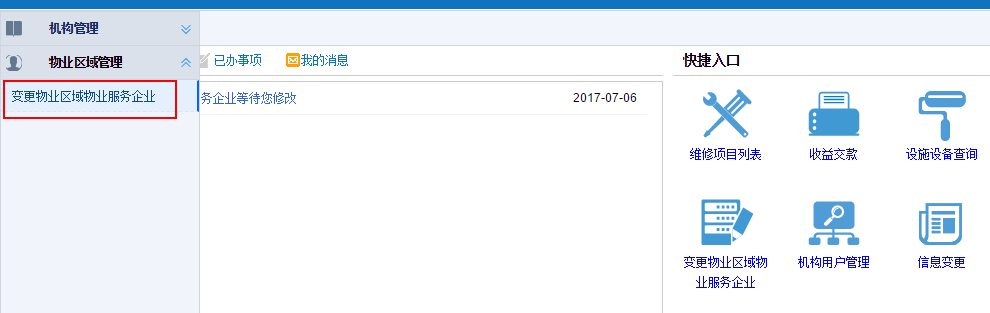 机构管理
物业区域管理
变更物业区域物业服务企业
已办事项
我的消息
务企业等待您修改
2017-07-06
快捷入口
维修项目列表
收益交款
设施设备查询
变更物业区域物
业服务企业
机构用户管理
信息变更